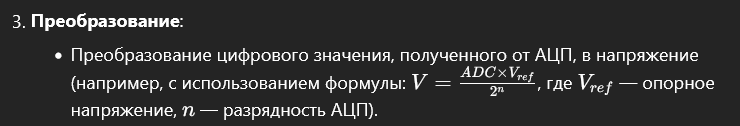 3. Преобразование:
• Преобразование цифрового значения, полученного от АЦП, в напряжение
(например, с использованием формулы: $V = \frac{ADC \times V_{ref}}{2^n}$, где $V_{ref}$ — опорное
напряжение, $n$ — разрядность АЦП).